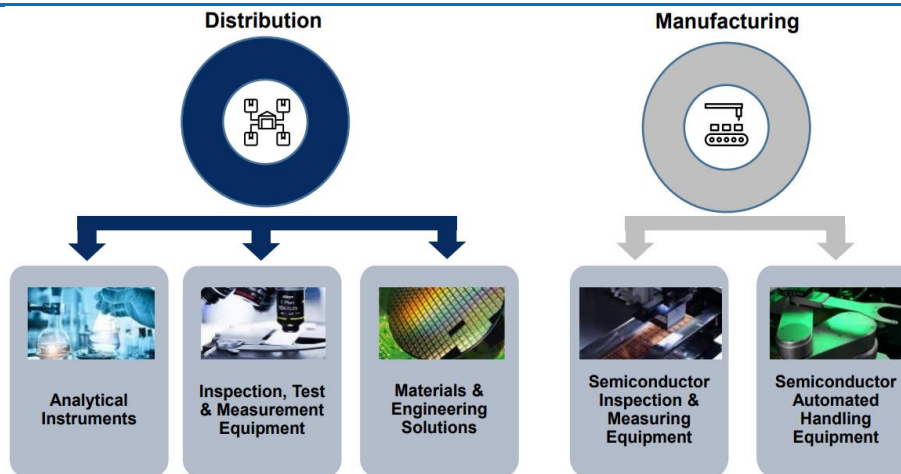 Distribution
Manufacturing
Analytical
Instruments
Inspection, Test
& Measurement
Equipment
Materials &
Engineering
Solutions
Semiconductor
Inspection &
Measuring
Equipment
Semiconductor
Automated
Handling
Equipment